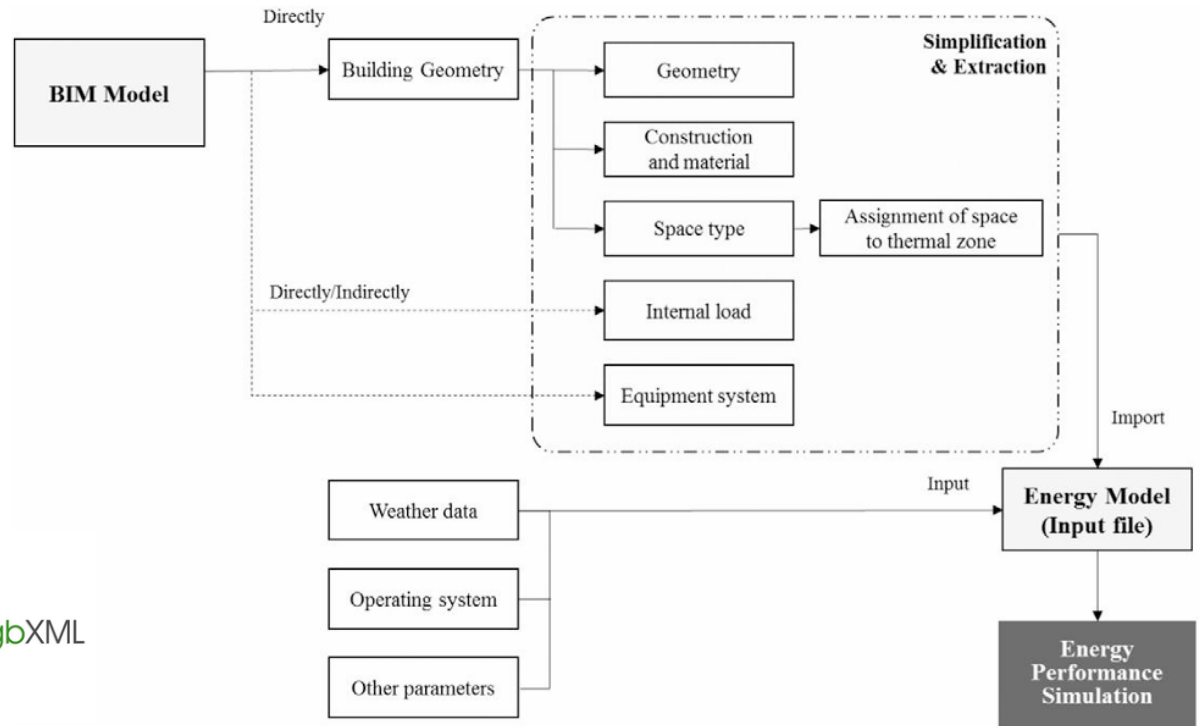 Directly
BIM Model
Building Geometry
Simplification
& Extraction
Geometry
Construction
and material
Space type
Assignment of space
to thermal zone
Directly/Indirectly
Internal load
Equipment system
Import
Weather data
Input
Energy Model
(Input file)
Operating system
gbXML
Other parameters
Energy
Performance
Simulation